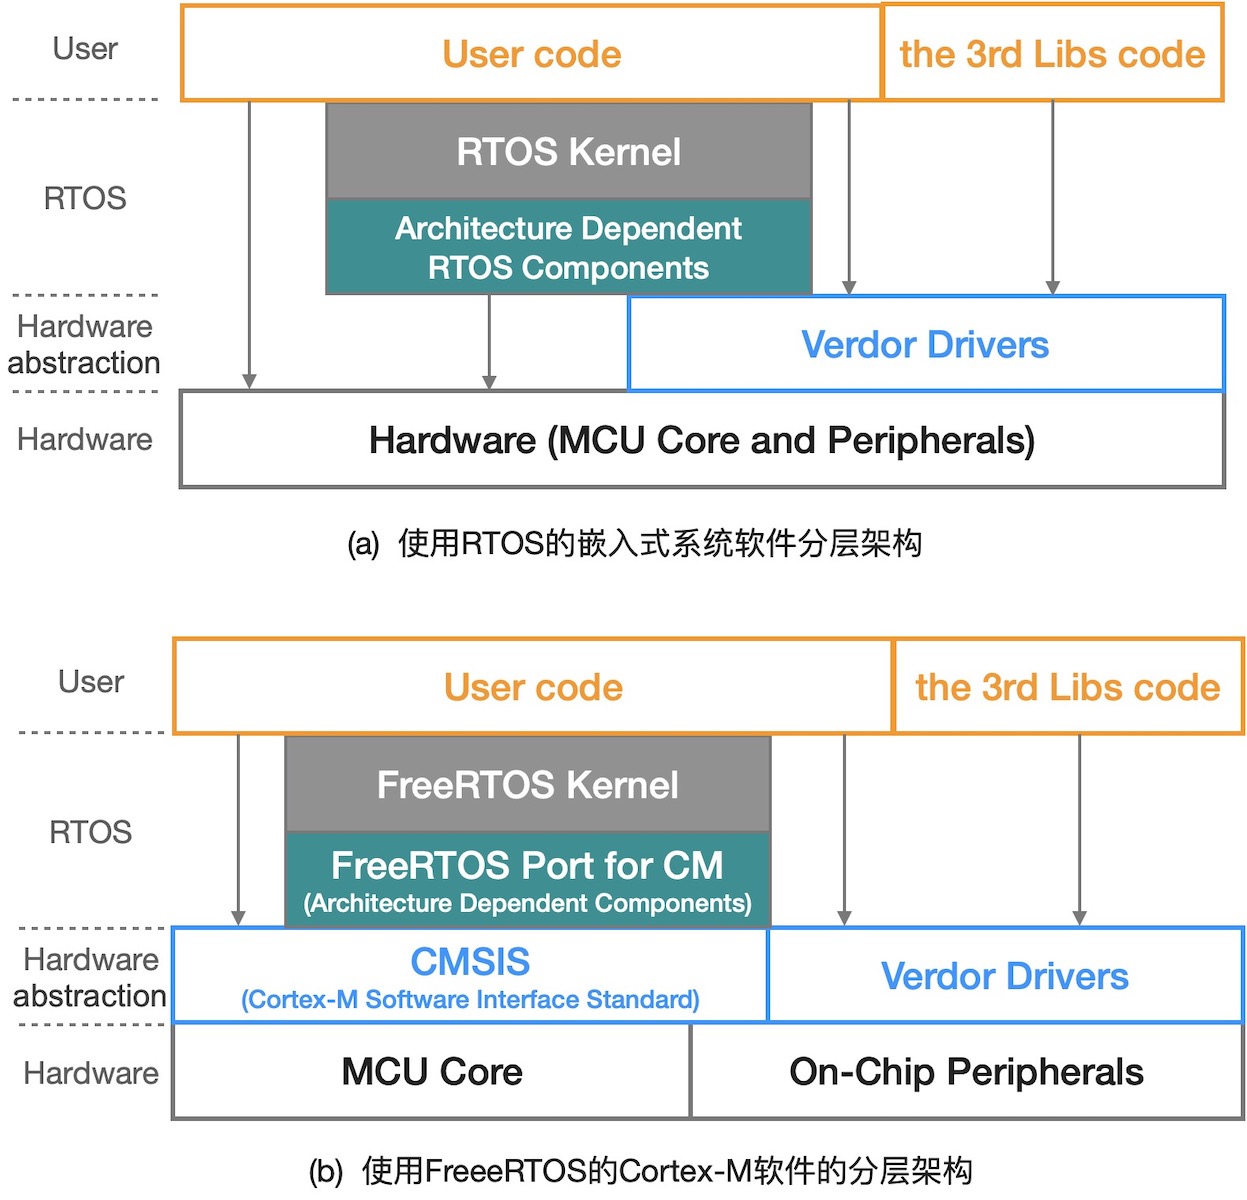 User
User code
the 3rd Libs code
RTOS
RTOS Kernel
Architecture Dependent
RTOS Components
Hardware
abstraction
Verdor Drivers
Hardware
Hardware (MCU Core and Peripherals)
(a) 使用RTOS的嵌入式系统软件分层架构
User
User code
the 3rd Libs code
RTOS
FreeRTOS Kernel
FreeRTOS Port for CM
(Architecture Dependent Components)
Hardware
abstraction
CMSIS
(Cortex-M Software Interface Standard)
Verdor Drivers
Hardware
MCU Core
On-Chip Peripherals
(b) 使用FreeeRTOS的Cortex-M软件的分层架构